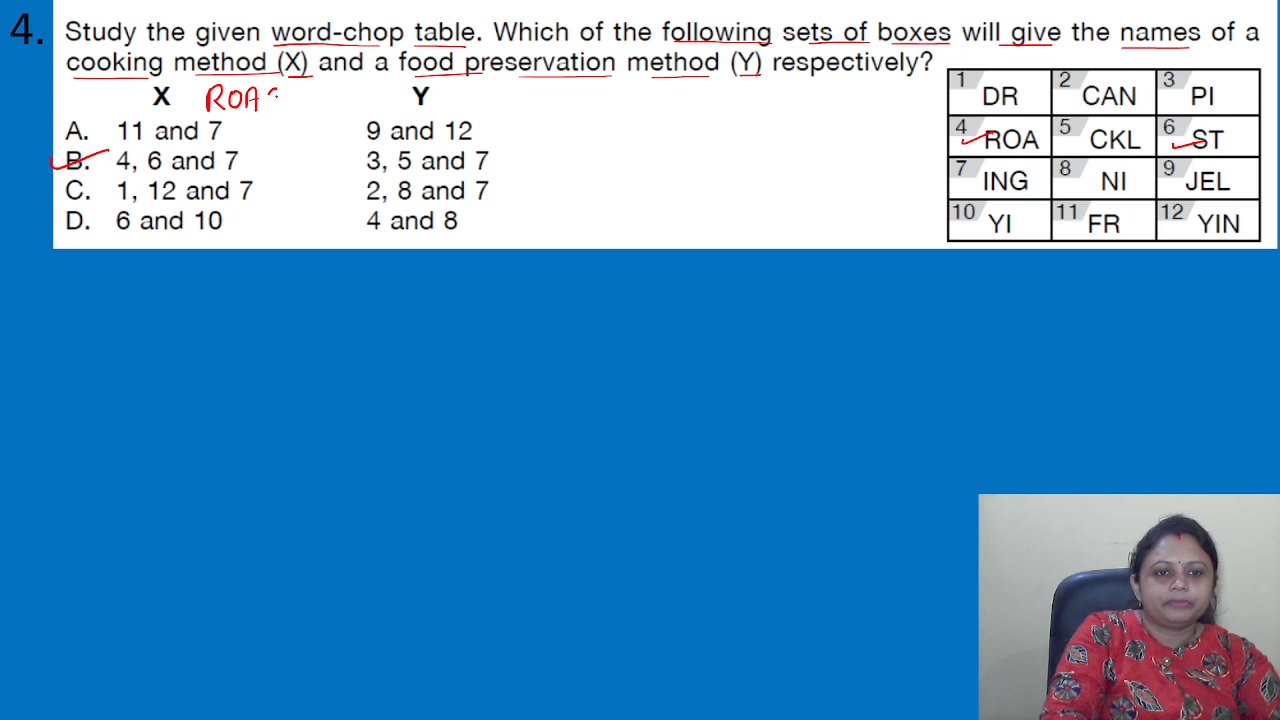 4. Study the given word-chop table. Which of the following sets of boxes will give the names of a
cooking method (X) and a food preservation method (Y) respectively?
X ROAS Y
A. 11 and 7 9 and 12
B. 4, 6 and 7 3, 5 and 7
C. 1, 12 and 7 2, 8 and 7
D. 6 and 10 4 and 8
1 DR 2 CAN 3 PI
4 ROA 5 CKL 6 ST
7 ING 8 NI 9 JEL
10 YI 11 FR 12 YIN